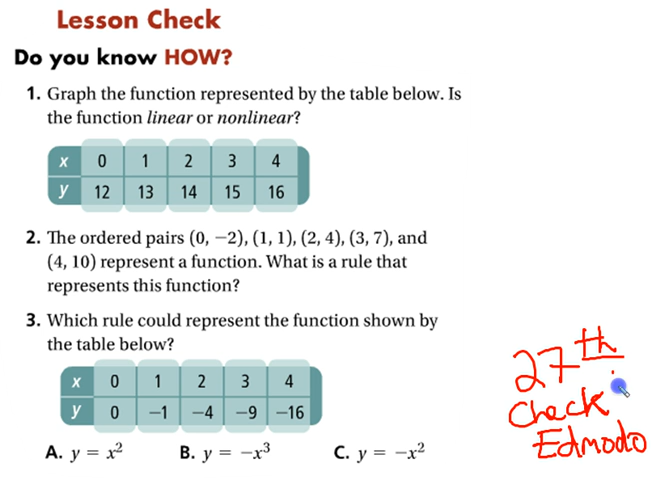 Lesson Check
Do you know HOW?
1. Graph the function represented by the table below. Is
the function linear or nonlinear?
x 0 1 2 3 4
y 12 13 14 15 16
2. The ordered pairs (0, −2), (1, 1), (2, 4), (3, 7), and
(4, 10) represent a function. What is a rule that
represents this function?
3. Which rule could represent the function shown by
the table below?
x 0 1 2 3 4
y 0 −1 −4 −9 −16
A. y = x² B. y = −x³ C. y = −x²
27th
Check
Edmodo